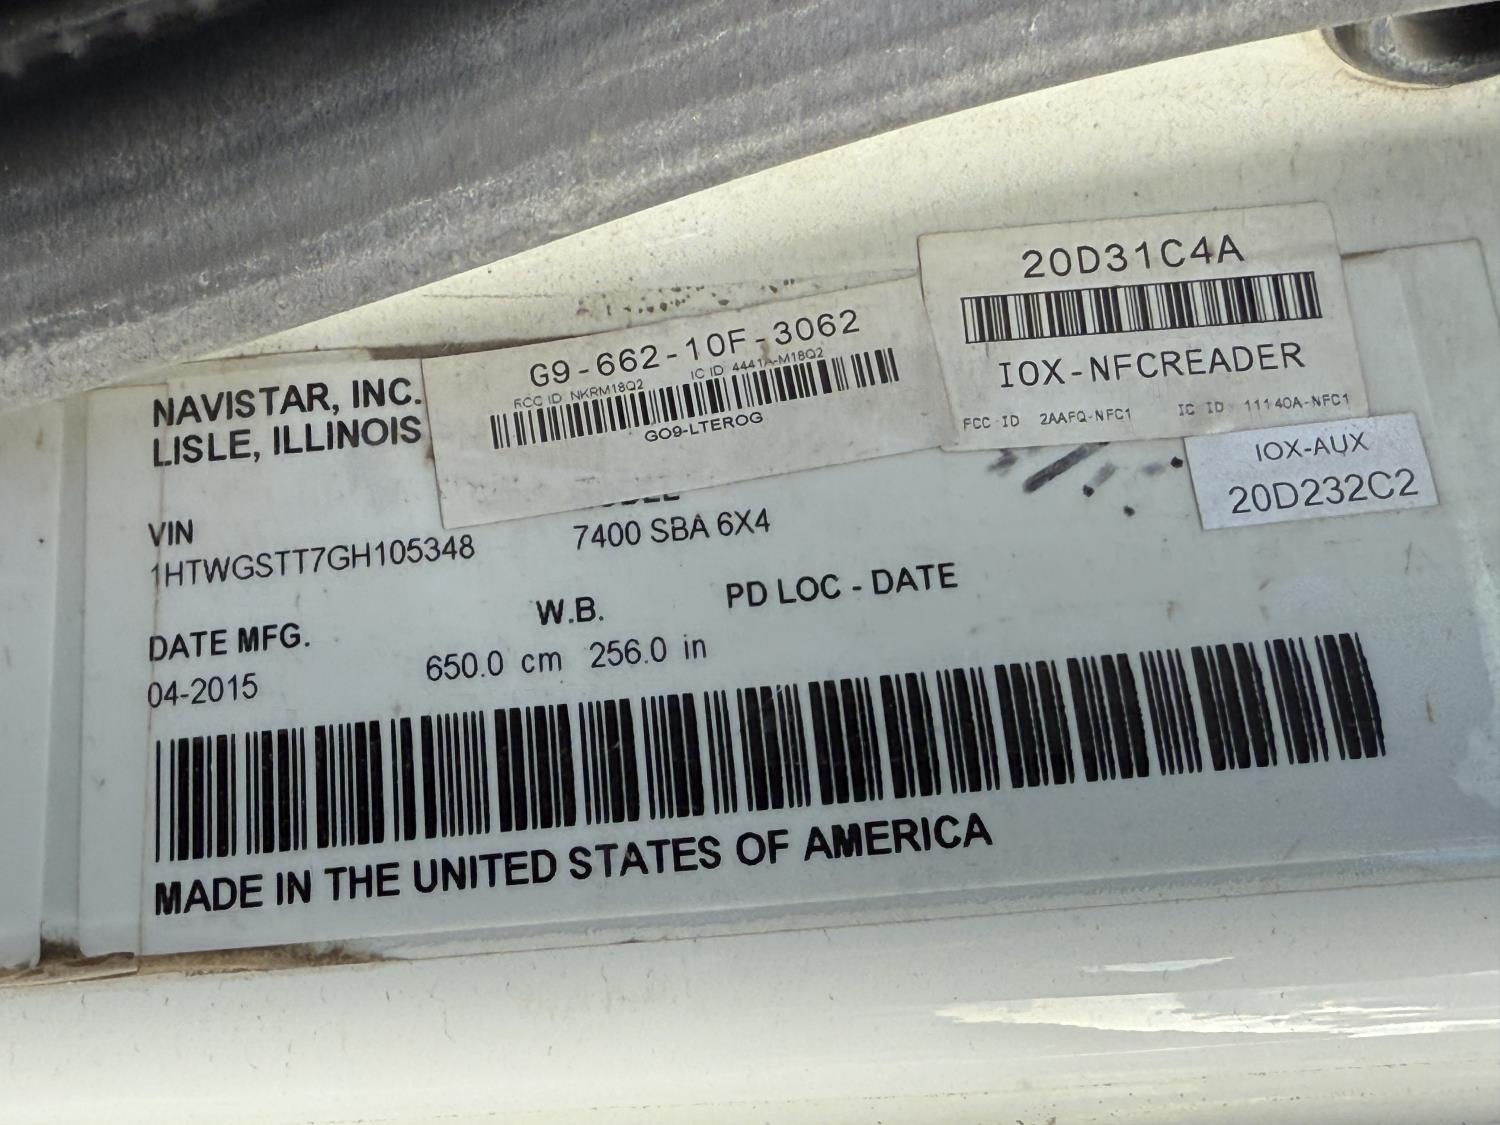 20D31C4A
IOX-NFCREADER
FCC ID 2AAFQ-NFC1 IC ID 11140A-NFC1
G9-662-10F-3062
FCC ID NKRM18Q2 IC ID 4441A-M18Q2
GO9-LTEROG
IOX-AUX
20D232C2
NAVISTAR, INC.
LISLE, ILLINOIS
VIN
1HTWGSTT7GH105348 7400 SBA 6X4
DATE MFG. W.B. PD LOC - DATE
04-2015 650.0 cm 256.0 in
MADE IN THE UNITED STATES OF AMERICA